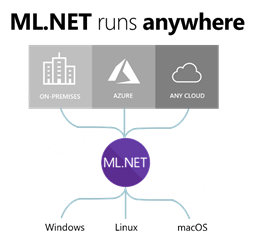 ML.NET runs anywhere
ON-PREMISES AZURE ANY CLOUD
ML.NET
Windows Linux macOS